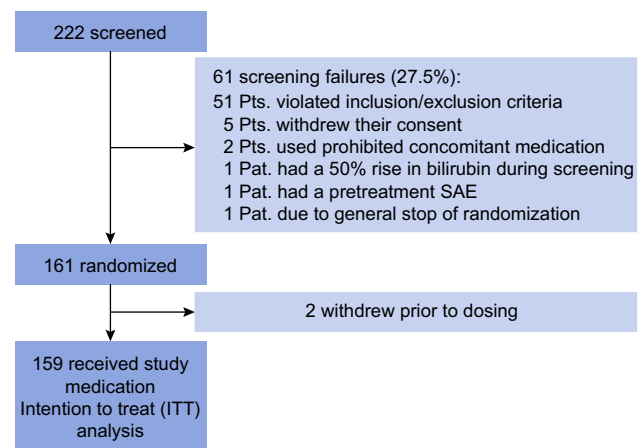 222 screened
61 screening failures (27.5%):
51 Pts. violated inclusion/exclusion criteria
5 Pts. withdrew their consent
2 Pts. used prohibited concomitant medication
1 Pat. had a 50% rise in bilirubin during screening
1 Pat. had a pretreatment SAE
1 Pat. due to general stop of randomization
161 randomized
2 withdrew prior to dosing
159 received study
medication
Intention to treat (ITT)
analysis